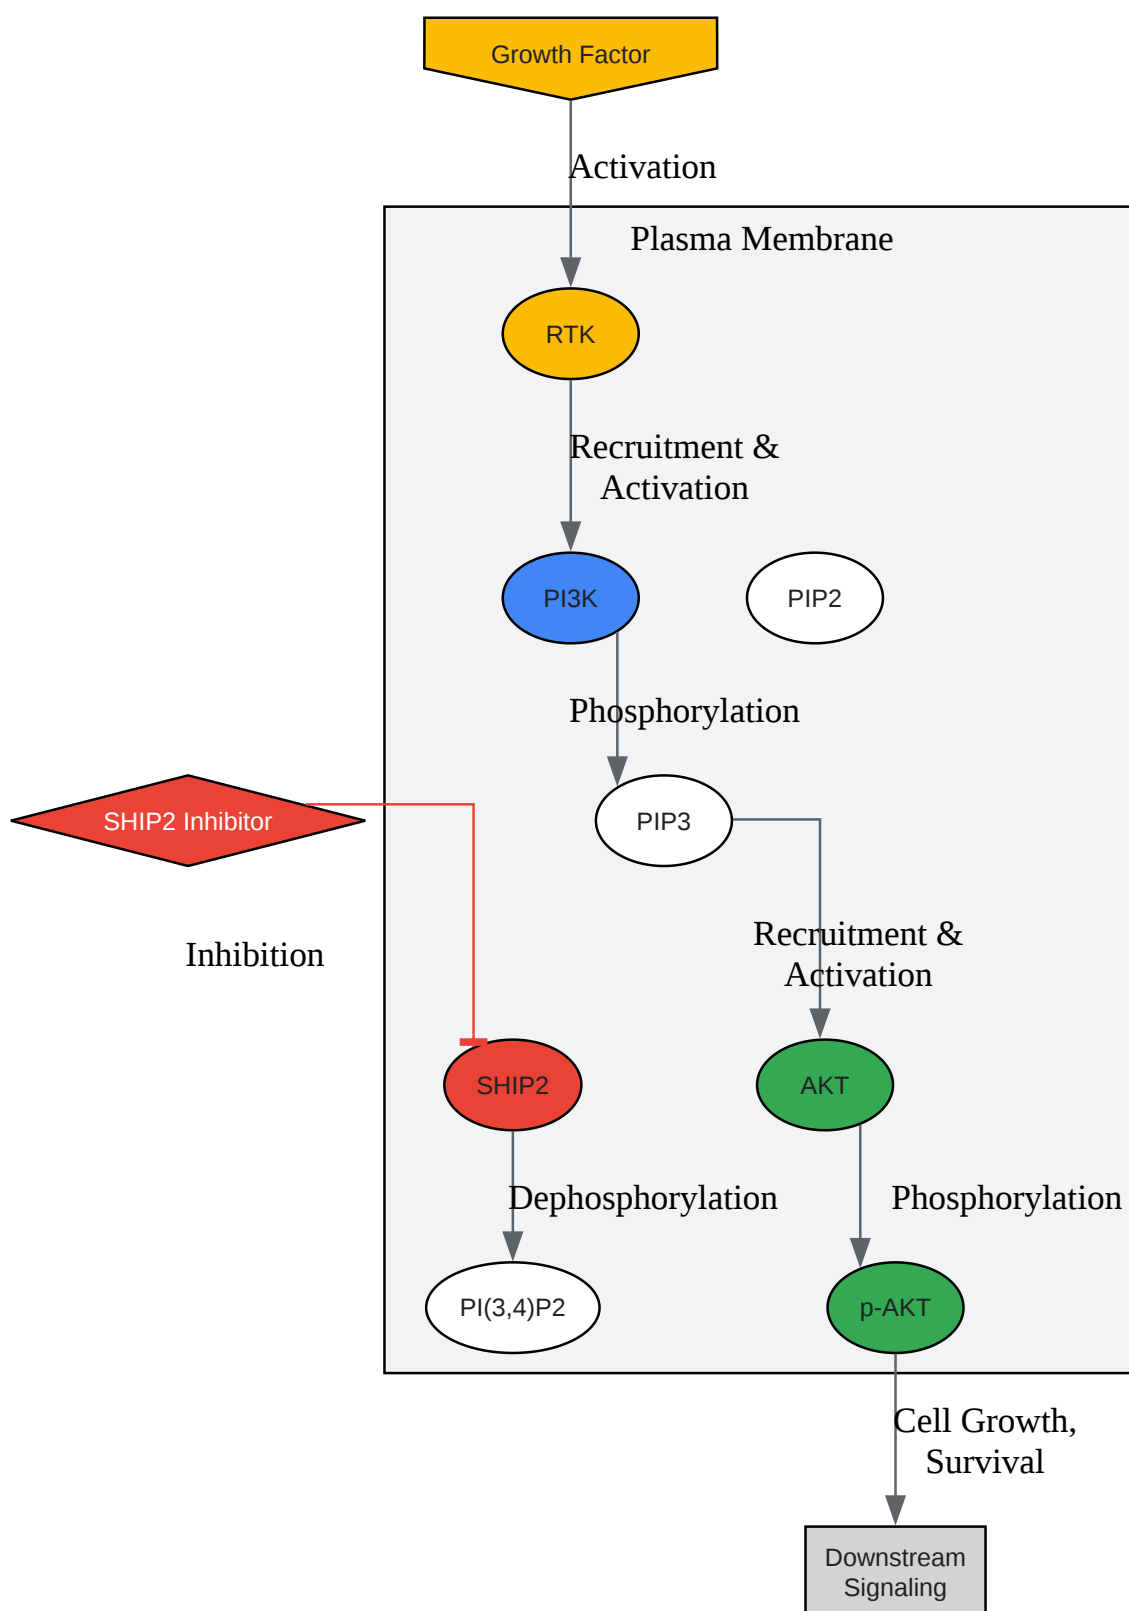 Growth Factor
Activation
Plasma Membrane
RTK
Recruitment &
Activation
PI3K
PIP2
Phosphorylation
SHIP2 Inhibitor
PIP3
Recruitment &
Activation
Inhibition
SHIP2
AKT
Dephosphorylation
Phosphorylation
PI(3,4)P2
p-AKT
Cell Growth,
Survival
Downstream
Signaling